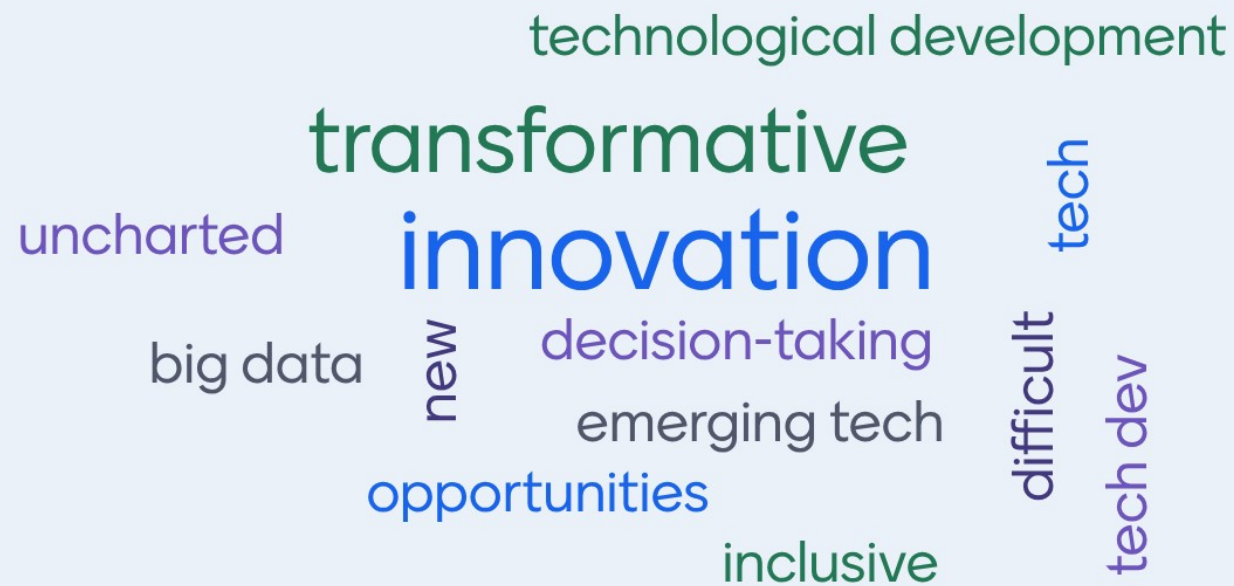 technological development
transformative
tech
uncharted
innovation
new
decision-taking
difficult
big data
tech dev
emerging tech
opportunities
inclusive